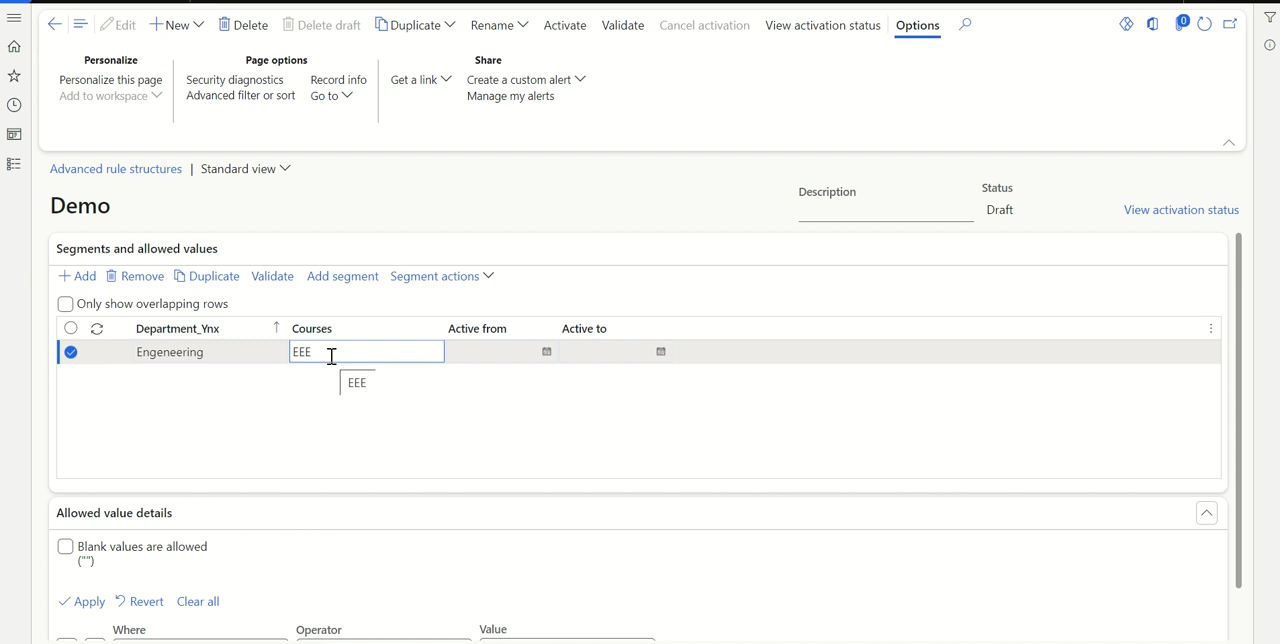 Edit New Delete Delete draft Duplicate Rename Activate Validate Cancel activation View activation status Options 0
Personalize Page options Share
Personalize this page Security diagnostics Record info Get a link Create a custom alert
Add to workspace Advanced filter or sort Go to Manage my alerts
Advanced rule structures | Standard view
Description Status
Demo Draft View activation status
Segments and allowed values
+ Add Remove Duplicate Validate Add segment Segment actions
Only show overlapping rows
Department_Ynx Courses Active from Active to
Engeneering EEE
EEE
Allowed value details
Blank values are allowed
("")
Apply Revert Clear all
Where Operator Value